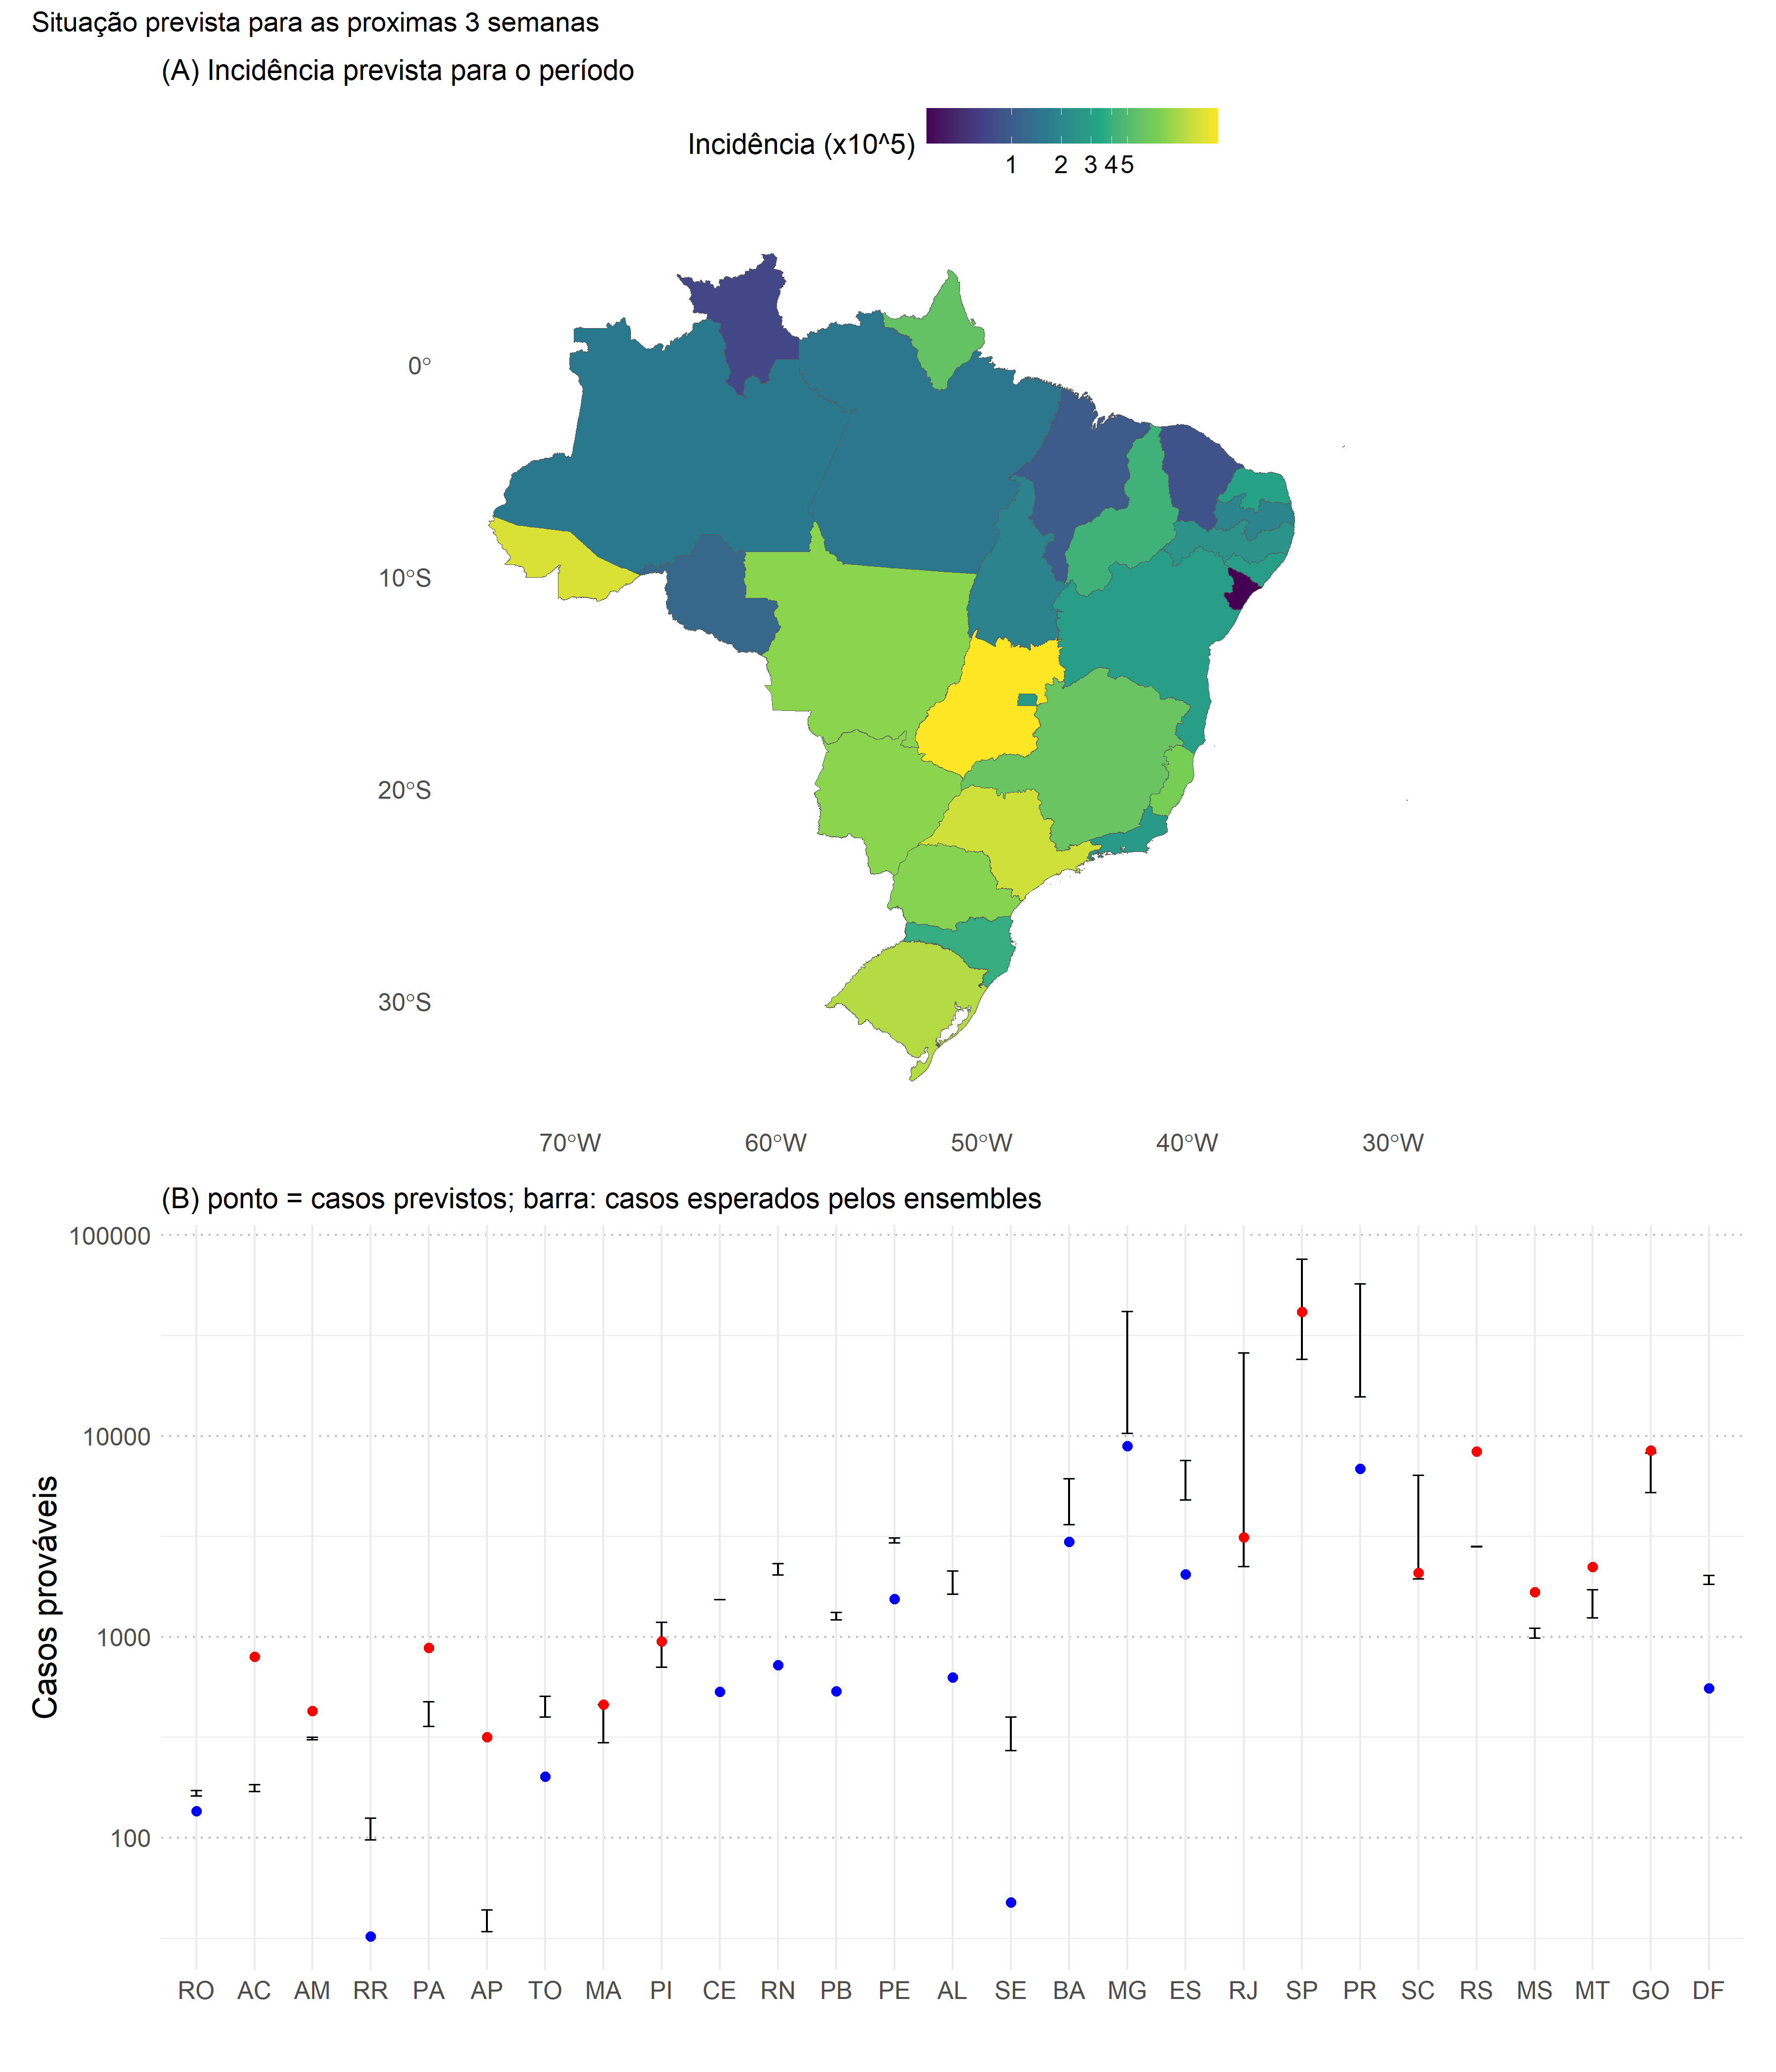 Situação prevista para as proximas 3 semanas
(A) Incidência prevista para o período
Incidência (x10^5)
1 2 3 4 5
0°
10°S
20°S
30°S
70°W 60°W 50°W 40°W 30°W
(B) ponto = casos previstos; barra: casos esperados pelos ensembles
Casos prováveis
100000
10000
1000
100
RO AC AM RR PA AP TO MA PI CE RN PB PE AL SE BA MG ES RJ SP PR SC RS MS MT GO DF